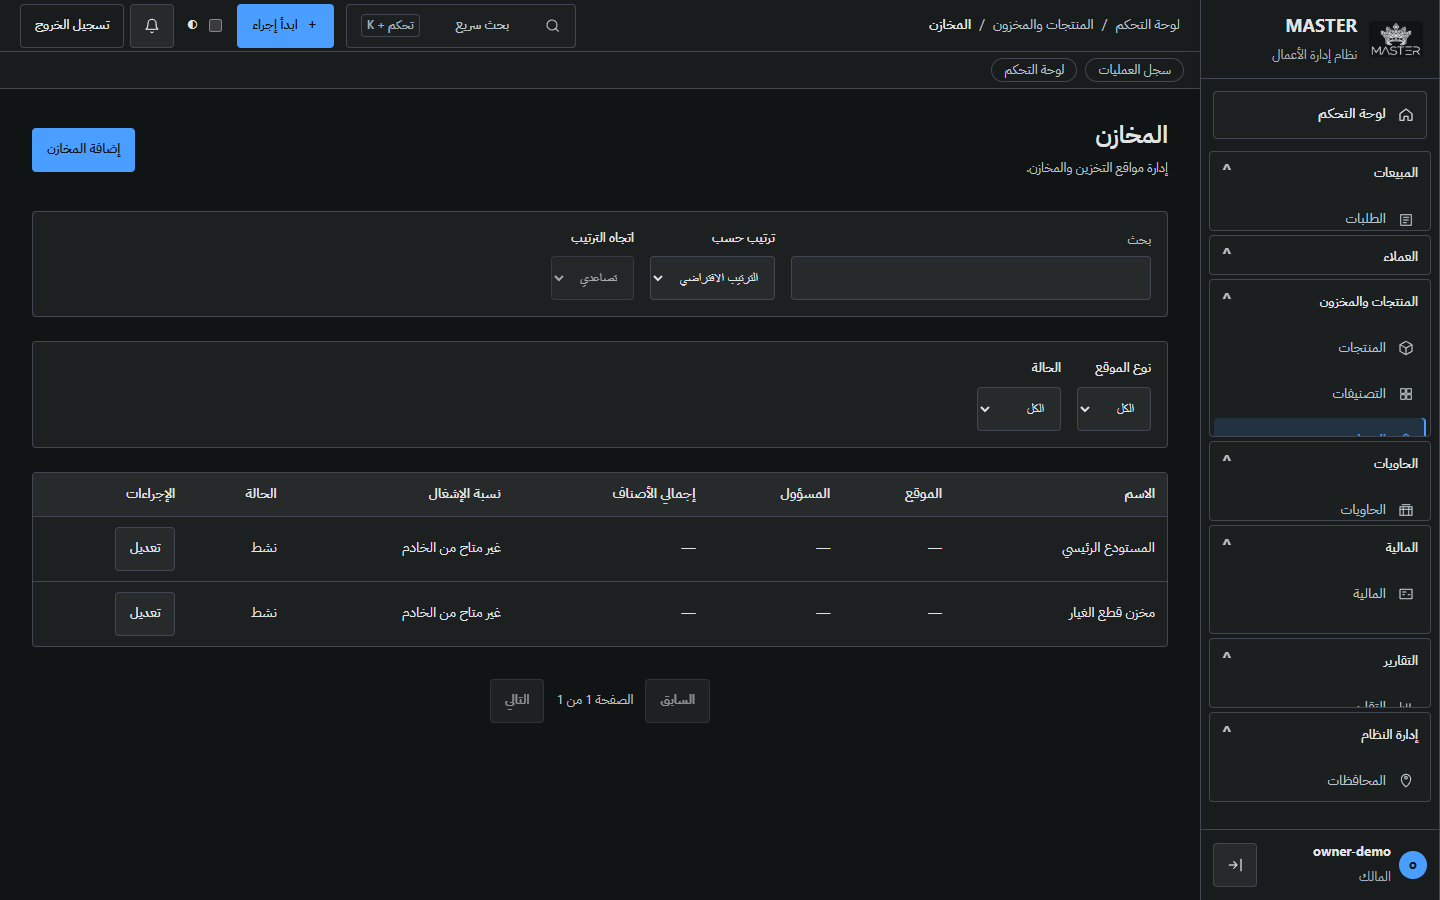 MASTER
MASTER
نظام إدارة الأعمال
لوحة التحكم
المبيعات
^
الطلبات
العملاء
^
المنتجات والمخزون
^
المنتجات
التصنيفات
الحاويات
^
الحاويات
المالية
^
المالية
التقارير
^
إدارة النظام
^
المحافظات
owner-demo
المالك
o
لوحة التحكم / المنتجات والمخزون / المخازن
بحث سريع
تحكم + K
+ ابدأ إجراء
تسجيل الخروج
سجل العمليات
لوحة التحكم
المخازن
إدارة مواقع التخزين والمخازن.
إضافة المخازن
بحث
ترتيب حسب
اتجاه الترتيب
الترتيب الافتراضي
تصاعدي
نوع الموقع
الحالة
الكل
الكل
الاسم الموقع المسؤول إجمالي الأصناف نسبة الإشغال الحالة الإجراءات
المستودع الرئيسي — — — غير متاح من الخادم نشط تعديل
مخزن قطع الغيار — — — غير متاح من الخادم نشط تعديل
السابق
الصفحة 1 من 1
التالي